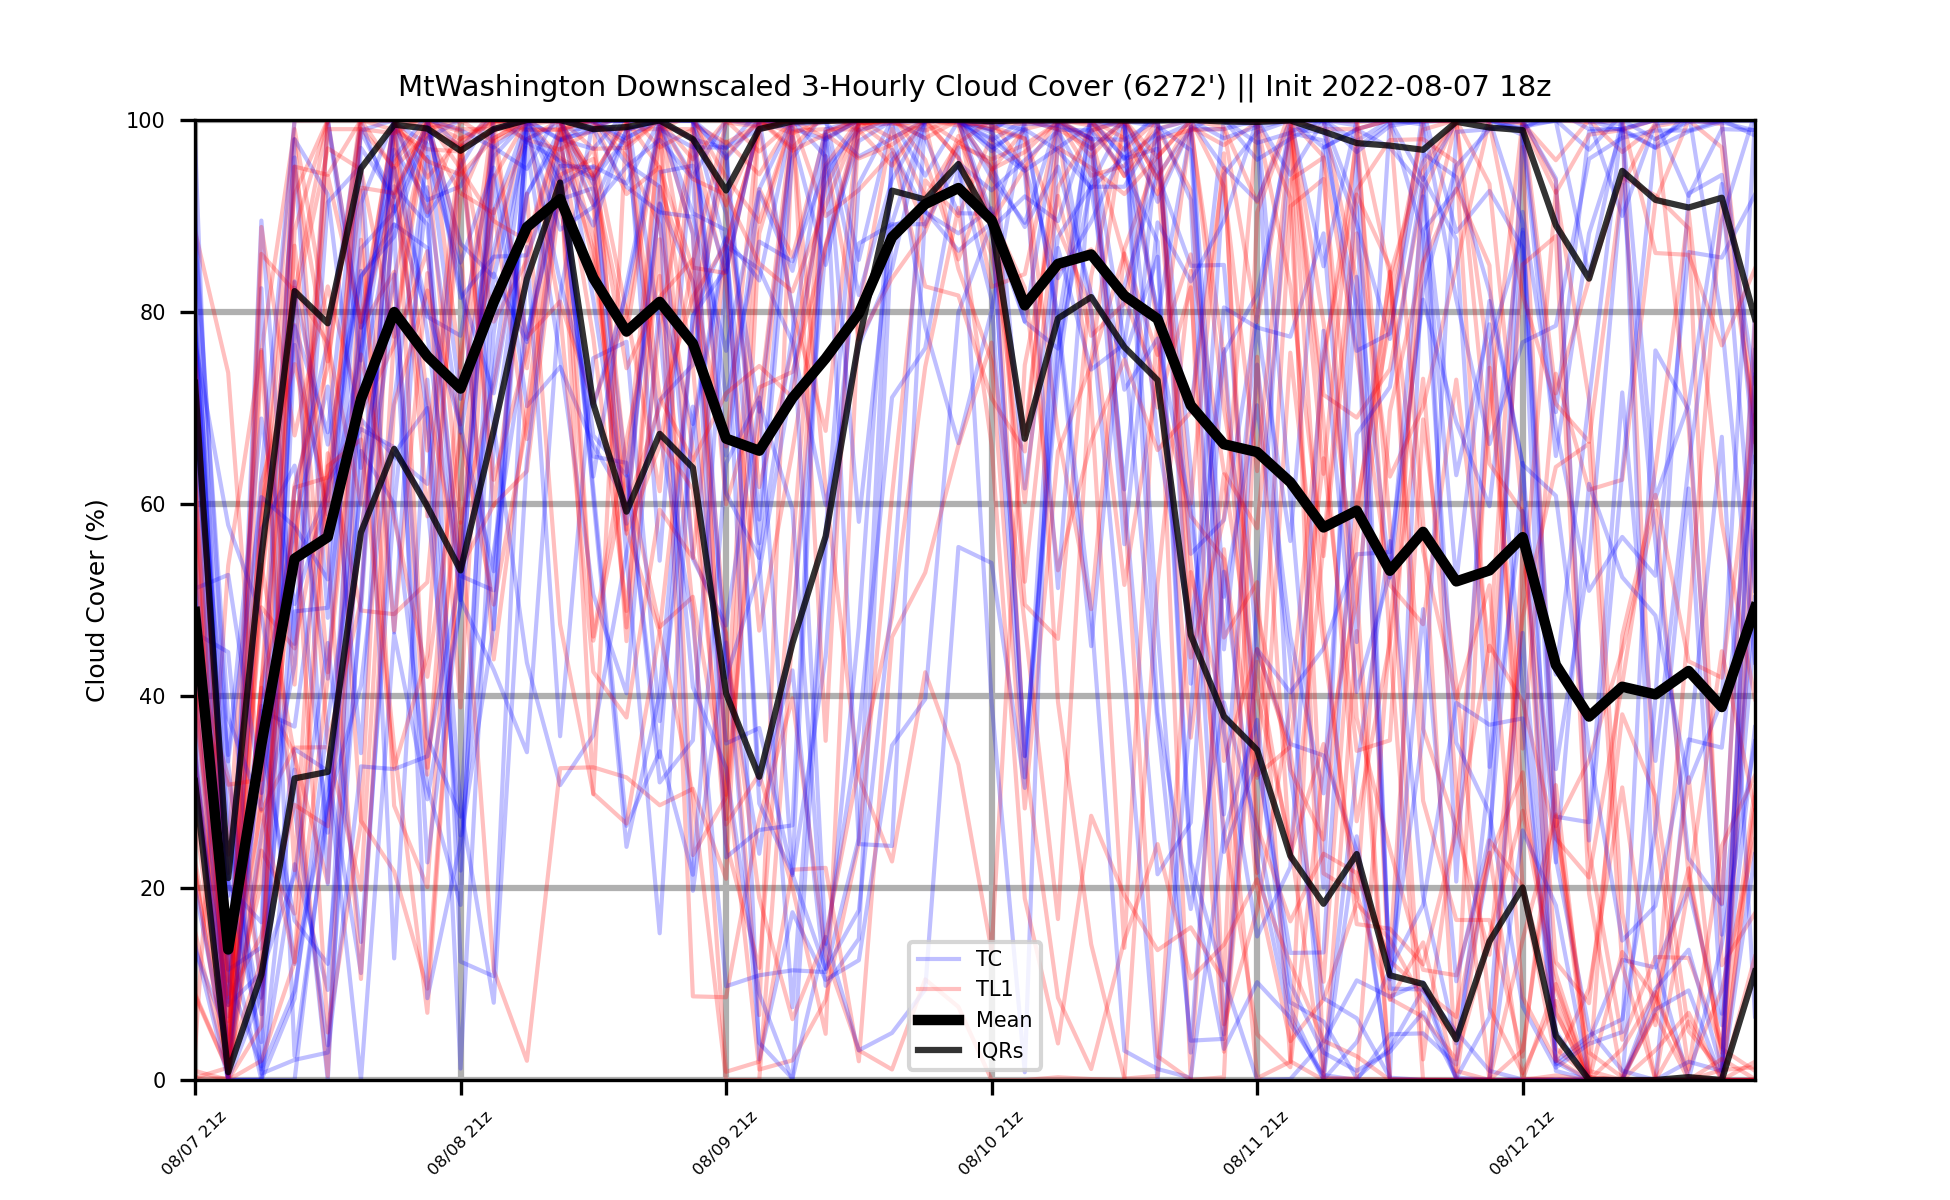 MtWashington Downscaled 3-Hourly Cloud Cover (6272') || Init 2022-08-07 18z
100
80
60
40
20
0
Cloud Cover (%)
TC
TL1
Mean
IQRs
08/07 21z
08/08 21z
08/09 21z
08/10 21z
08/11 21z
08/12 21z